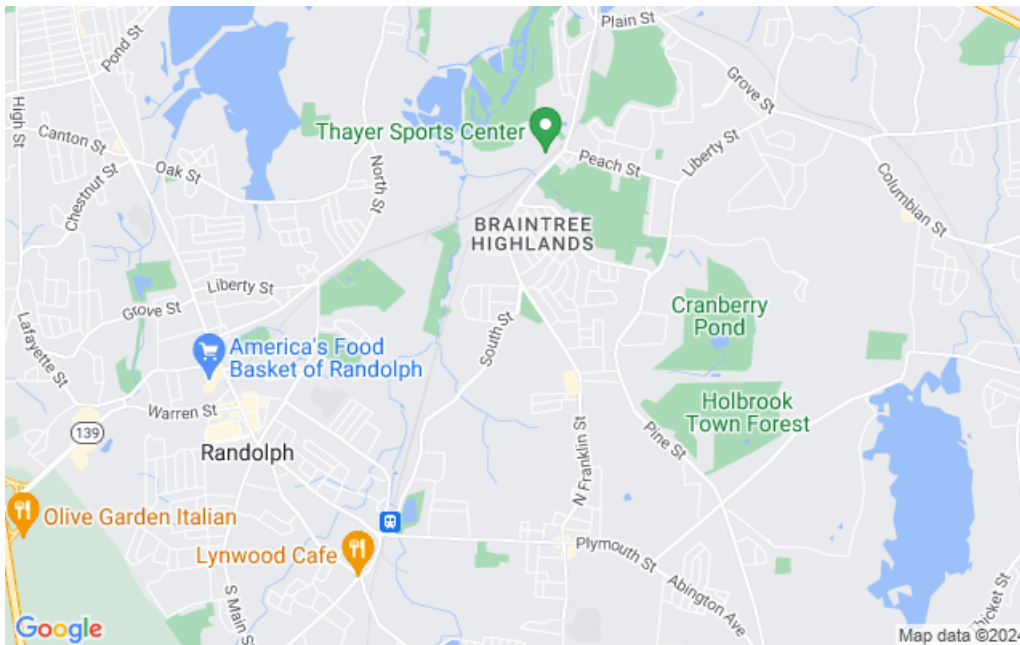 Plain St
Pond St
Grove St
High St
Thayer Sports Center
Canton St
Oak St
Peach St
Liberty St
Chestnut St
North St
Columbian St
BRAINTREE
HIGHLANDS
Liberty St
Grove St
Cranberry
Pond
Lafayette St
South St
America's Food
Basket of Randolph
Warren St
Holbrook
Town Forest
139
Randolph
N Franklin St
Pine St
Olive Garden Italian
Lynwood Cafe
Plymouth St
Abington Ave
S Main St
Thicket St
Google
Map data ©2024